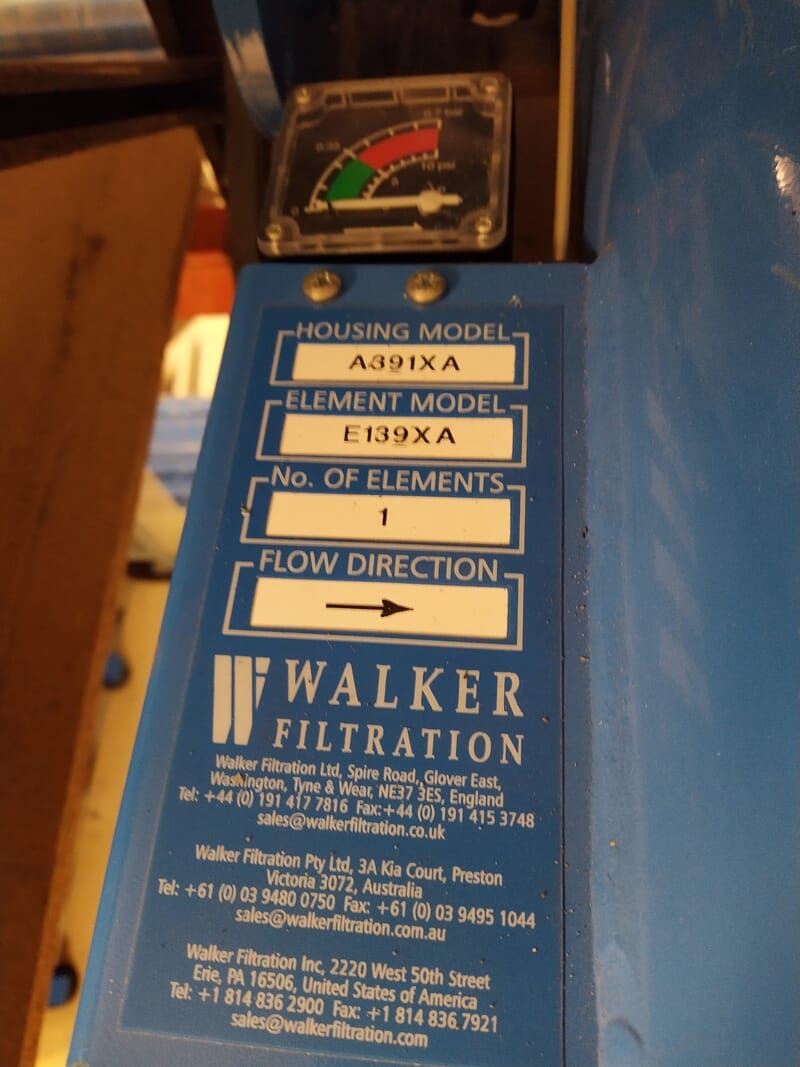 0.35
10 psi
5
0
0
HOUSING MODEL
A391XA
ELEMENT MODEL
E139XA
No. OF ELEMENTS
1
FLOW DIRECTION
WALKER
FILTRATION
Walker Filtration Ltd, Spire Road, Glover East,
Washington, Tyne & Wear, NE37 3ES, England
Tel: +44 (0) 191 417 7816 Fax:+44 (0) 191 415 3748
sales@walkerfiltration.co.uk
Walker Filtration Pty Ltd, 3A Kia Court, Preston
Victoria 3072, Australia
Tel: +61 (0) 03 9480 0750 Fax: +61 (0) 03 9495 1044
sales@walkerfiltration.com.au
Walker Filtration Inc, 2220 West 50th Street
Erie, PA 16506, United States of America
Tel: +1 814 836 2900 Fax: +1 814 836 7921
sales@walkerfiltration.com